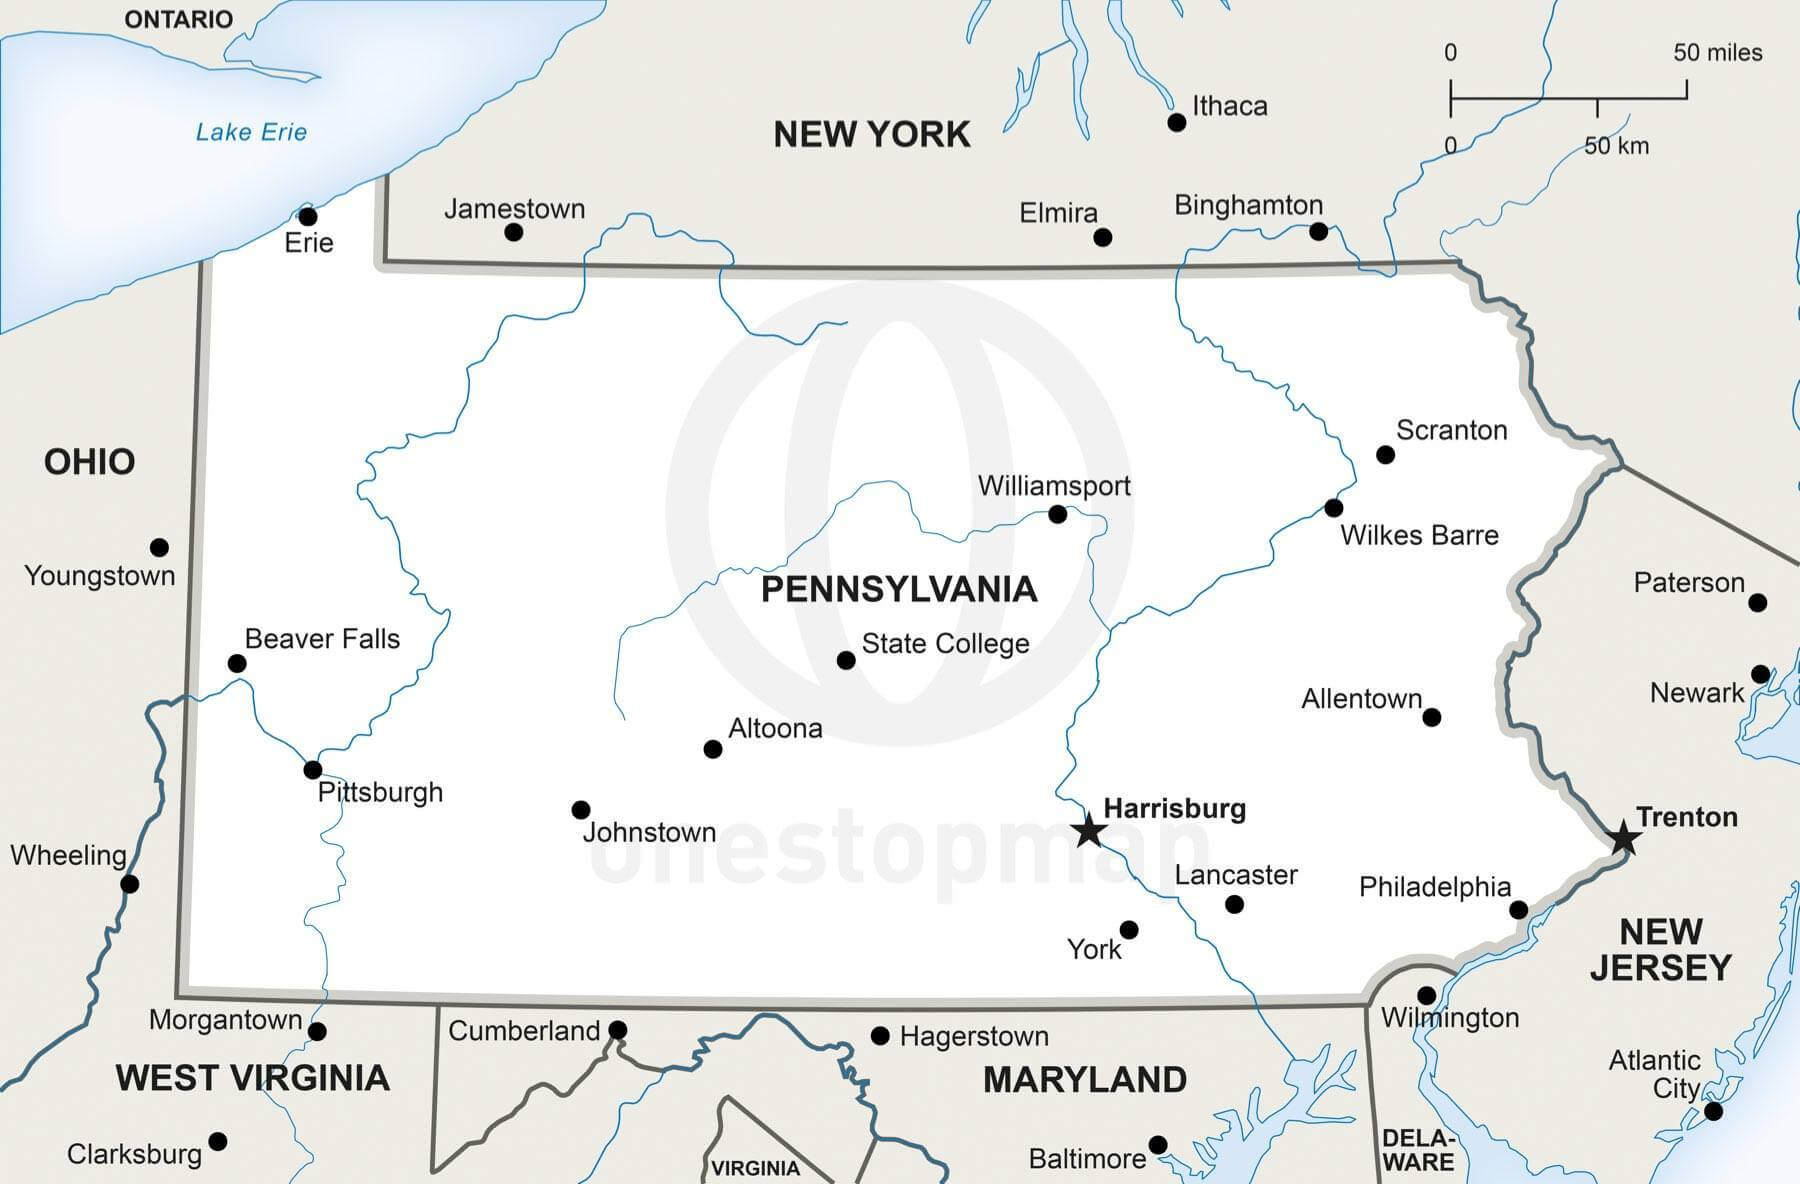 ONTARIO
0
50 miles
Ithaca
Lake Erie
NEW YORK
0
50 km
Jamestown
Elmira
Binghamton
Erie
Scranton
OHIO
Williamsport
Wilkes Barre
Youngstown
PENNSYLVANIA
Paterson
Beaver Falls
State College
Newark
Allentown
Altoona
Pittsburgh
Harrisburg
Trenton
Johnstown
onestopmap
Wheeling
Lancaster
Philadelphia
York
NEW
JERSEY
Morgantown
Cumberland
Hagerstown
Wilmington
WEST VIRGINIA
MARYLAND
Atlantic
City
Clarksburg
VIRGINIA
Baltimore
DELA-
WARE